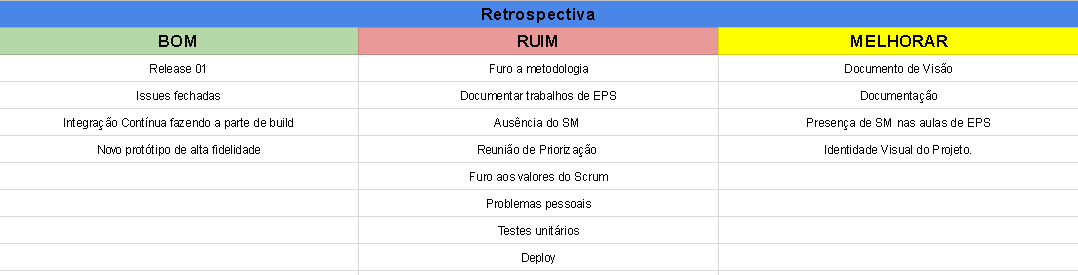 Retrospectiva
BOM RUIM MELHORAR
Release 01 Furo a metodologia Documento de Visão
Issues fechadas Documentar trabalhos de EPS Documentação
Integração Contínua fazendo a parte de build Ausência do SM Presença de SM nas aulas de EPS
Novo protótipo de alta fidelidade Reunião de Priorização Identidade Visual do Projeto.
Furo aos valores do Scrum
Problemas pessoais
Testes unitários
Deploy